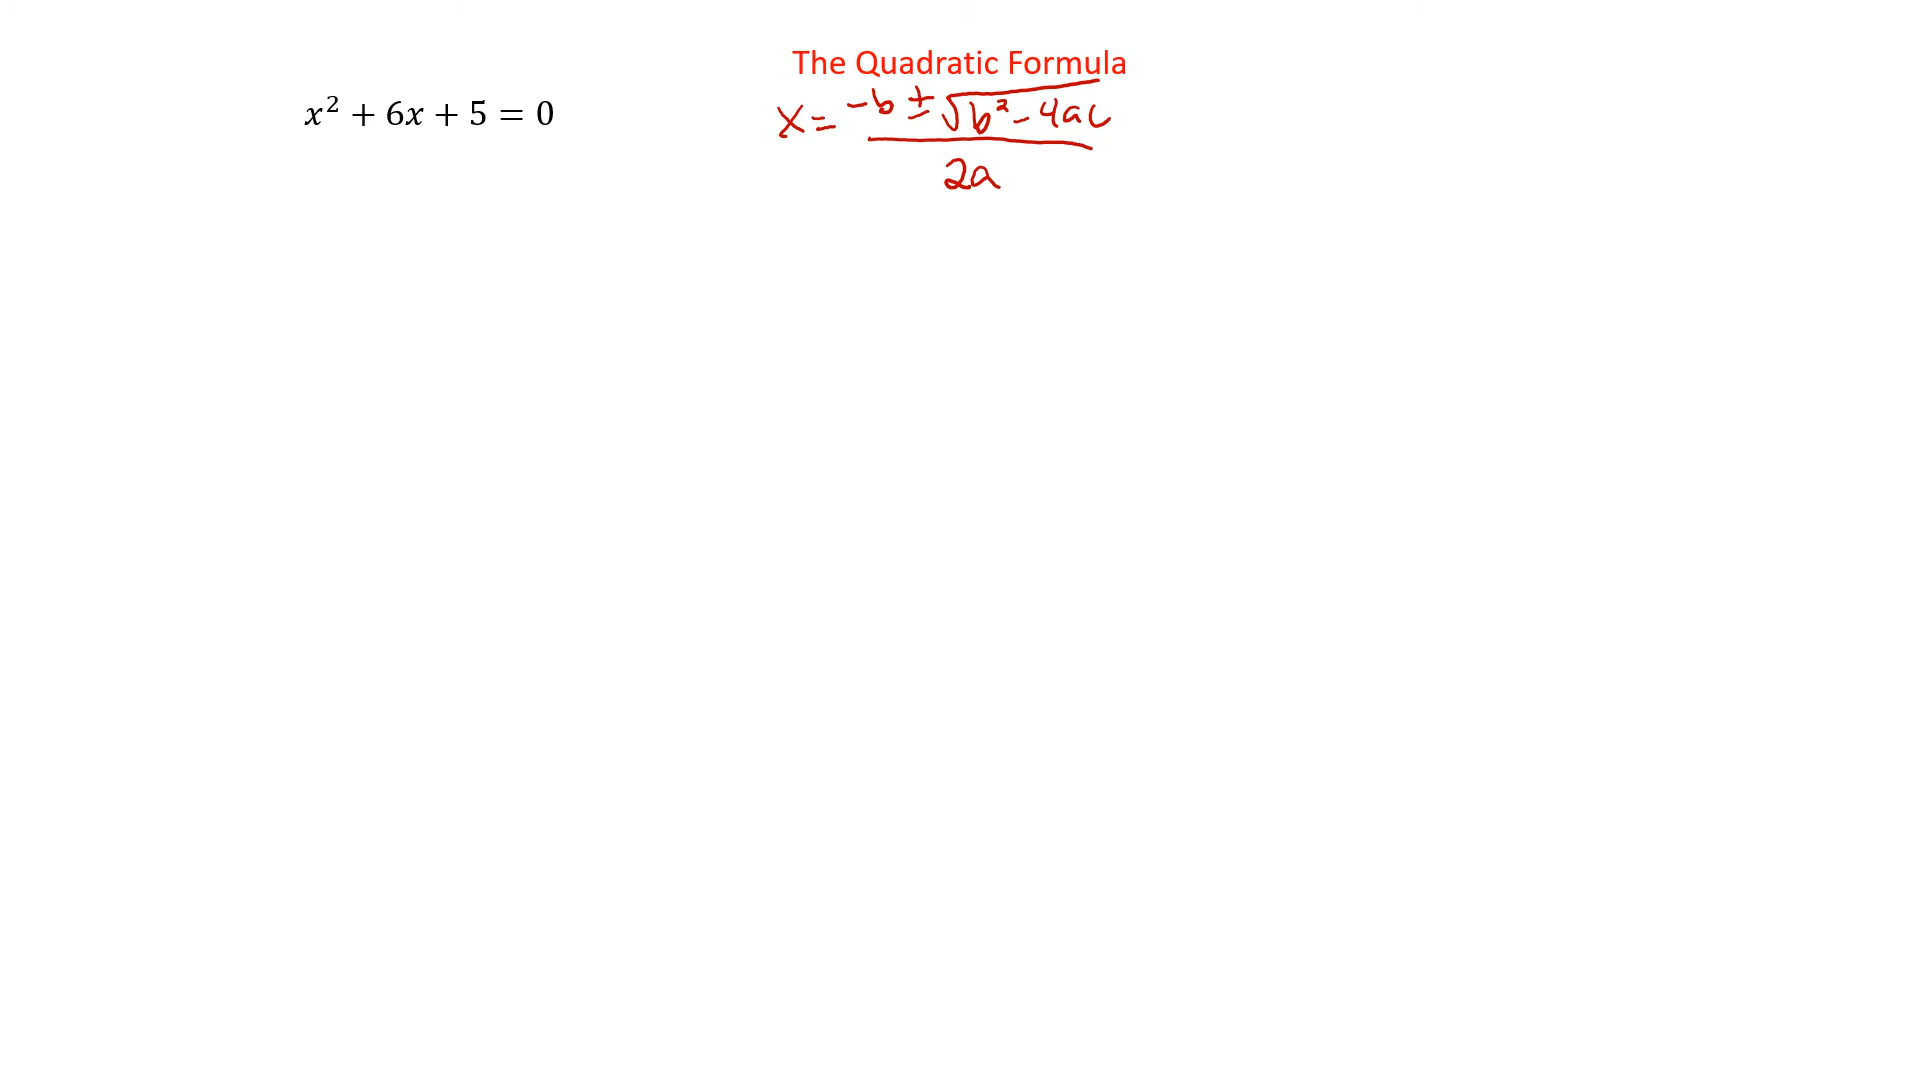 The Quadratic Formula
x² + 6x + 5 = 0
x = -b ± √b² - 4ac
2a